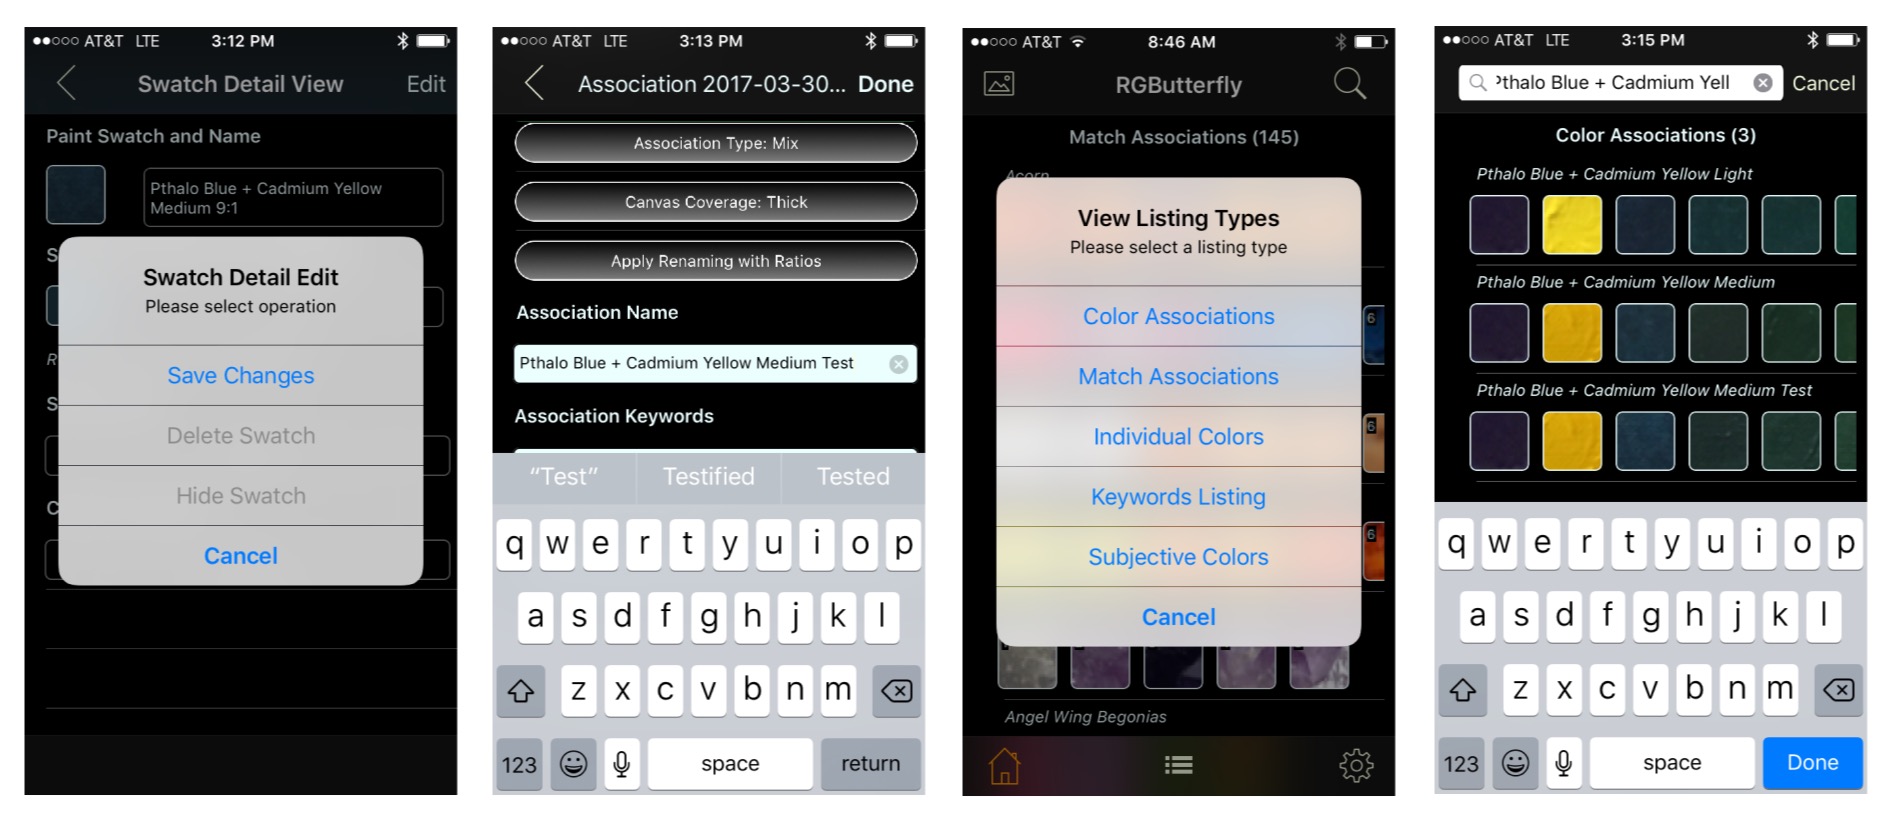 AT&T LTE 3:12 PM
Swatch Detail View Edit
Paint Swatch and Name
Pthalo Blue + Cadmium Yellow
Medium 9:1
S
Swatch Detail Edit
Please select operation
R
Save Changes
S
Delete Swatch
Hide Swatch
C
Cancel
AT&T LTE 3:13 PM
Association 2017-03-30... Done
Association Type: Mix
Canvas Coverage: Thick
Apply Renaming with Ratios
Association Name
Pthalo Blue + Cadmium Yellow Medium Test
Association Keywords
“Test” Testified Tested
q w e r t y u i o p
a s d f g h j k l
z x c v b n m
123 space return
AT&T 8:46 AM
RGButterfly
Match Associations (145)
Acorn
View Listing Types
Please select a listing type
Color Associations
6
Match Associations
Individual Colors
6
Keywords Listing
Subjective Colors
6
Cancel
Angel Wing Begonias
AT&T LTE 3:15 PM
Pthalo Blue + Cadmium Yell Cancel
Color Associations (3)
Pthalo Blue + Cadmium Yellow Light
Pthalo Blue + Cadmium Yellow Medium
Pthalo Blue + Cadmium Yellow Medium Test
q w e r t y u i o p
a s d f g h j k l
z x c v b n m
123 space Done